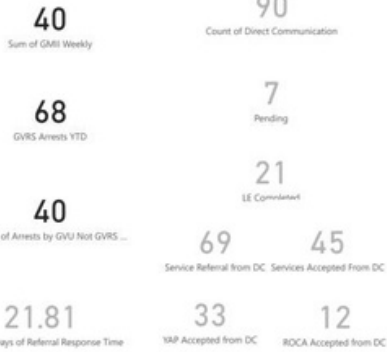 40
Sum of GMII Weekly
90
Count of Direct Communication
68
GVRS Arrests YTD
7
Pending
21
LE Completed
40
of Arrests by GVU Not GVRS ...
69
Service Referral from DC
45
Services Accepted From DC
21.81
ays of Referral Response Time
33
YAP Accepted from DC
12
ROCA Accepted from DC